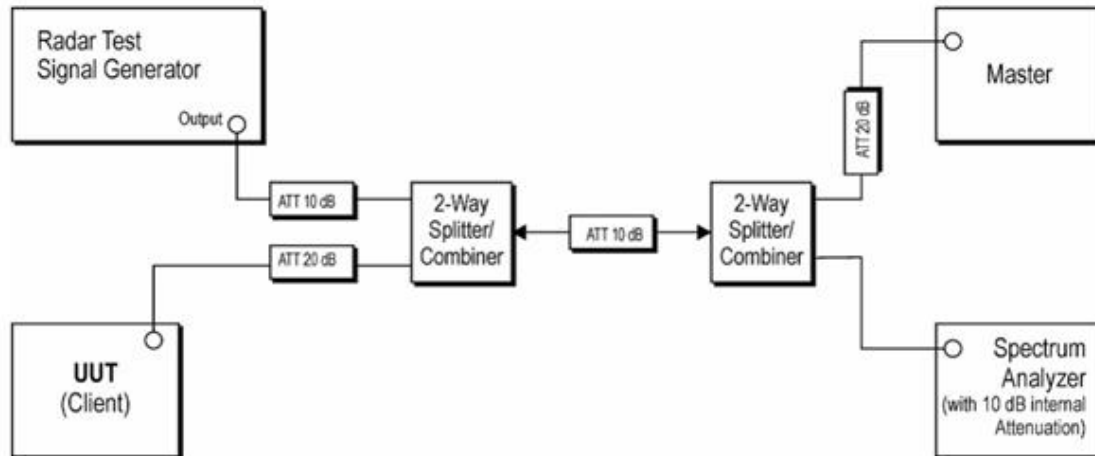 Radar Test
Signal Generator
Output
ATT 10 dB
ATT 20 dB
2-Way
Splitter/
Combiner
ATT 10 dB
2-Way
Splitter/
Combiner
ATT 20 dB
Master
UUT
(Client)
Spectrum
Analyzer
(with 10 dB internal
Attenuation)